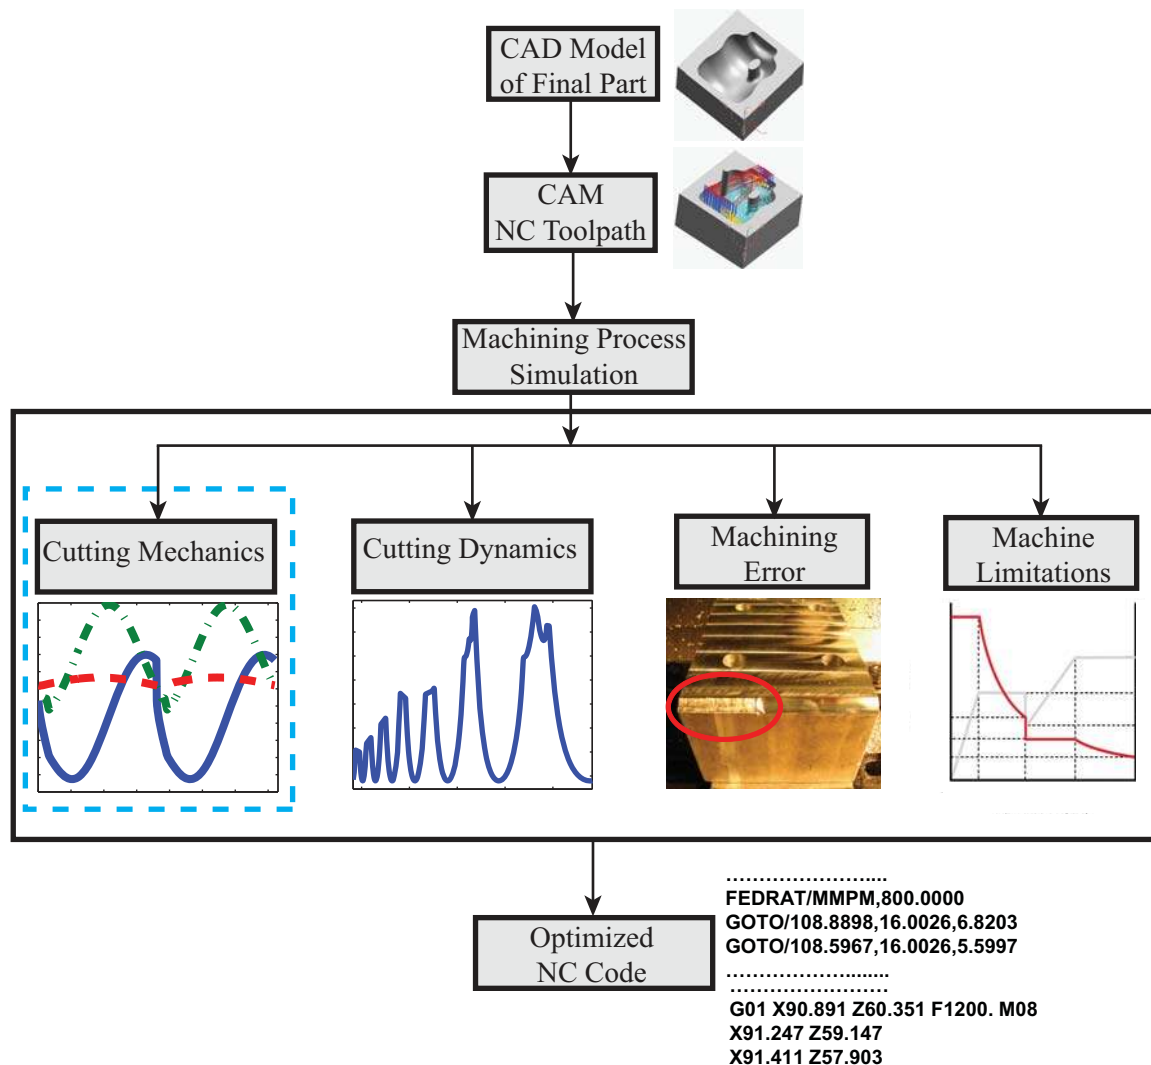 CAD Model
of Final Part
CAM
NC Toolpath
Machining Process
Simulation
Cutting Mechanics
Cutting Dynamics
Machining
Error
Machine
Limitations
Optimized
NC Code
........................
FEDRAT/MMPM,800.0000
GOTO/108.8898,16.0026,6.8203
GOTO/108.5967,16.0026,5.5997
........................
........................
G01 X90.891 Z60.351 F1200. M08
X91.247 Z59.147
X91.411 Z57.903